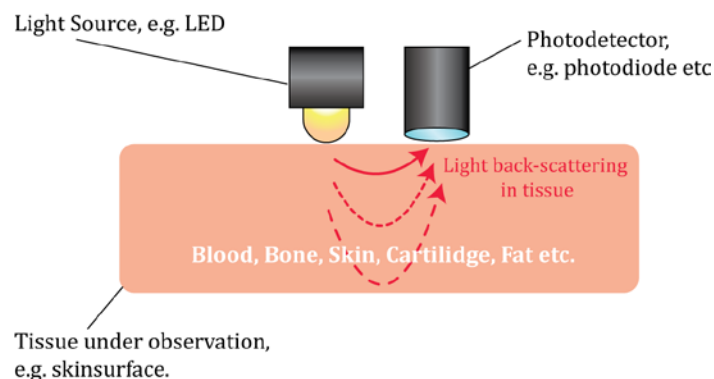 Light Source, e.g. LED
Photodetector,
e.g. photodiode etc
Light back-scattering
in tissue
Blood, Bone, Skin, Cartilidge, Fat etc.
Tissue under observation,
e.g. skinsurface.